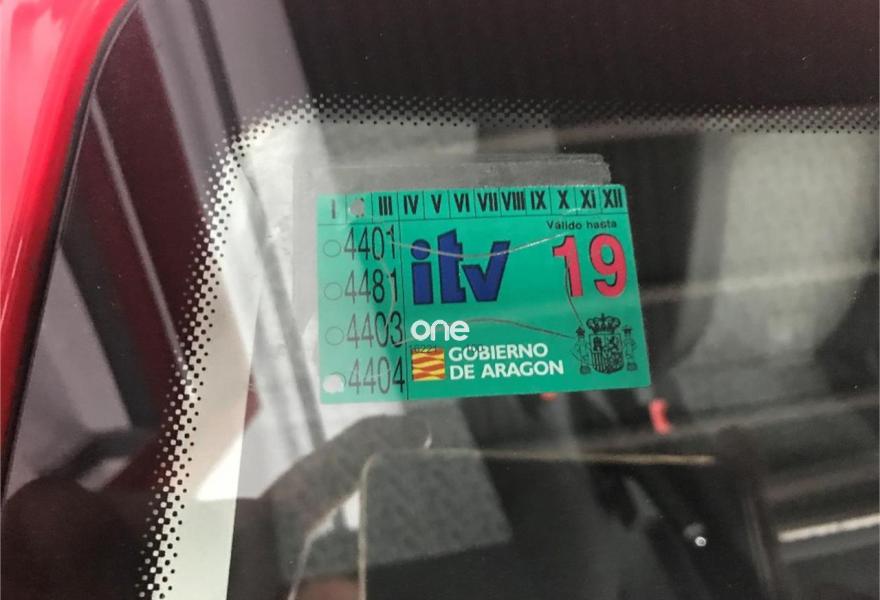 I III IV V VI VII VIII IX X XI XII
Válido hasta
4401
itv 19
4481
4403
one
GOBIERNO
DE ARAGON
4404